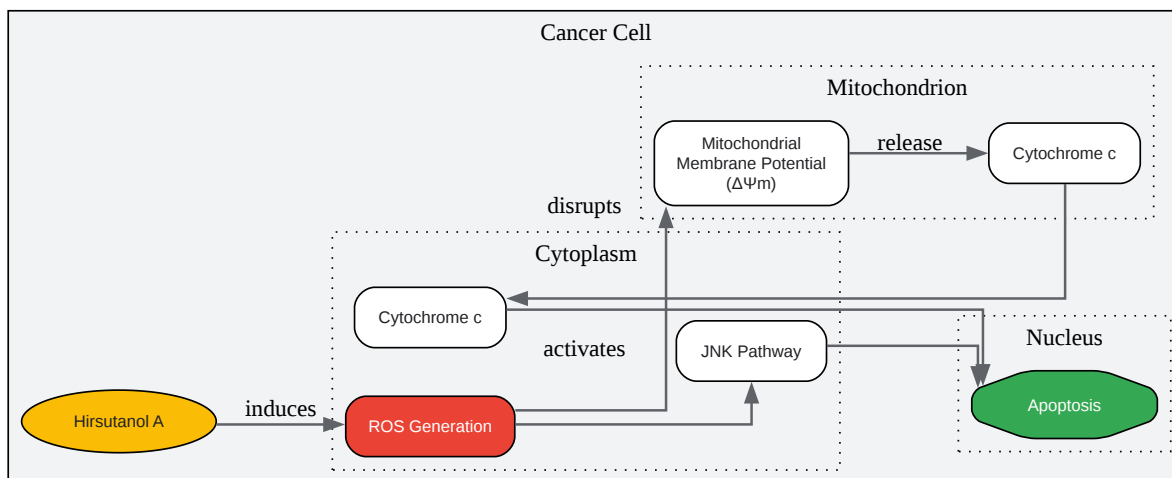 Cancer Cell
Mitochondrion
Mitochondrial
Membrane Potential
(ΔΨm)
release
Cytochrome c
disrupts
Cytoplasm
Cytochrome c
activates
JNK Pathway
Nucleus
Hirsutanol A
induces
ROS Generation
Apoptosis